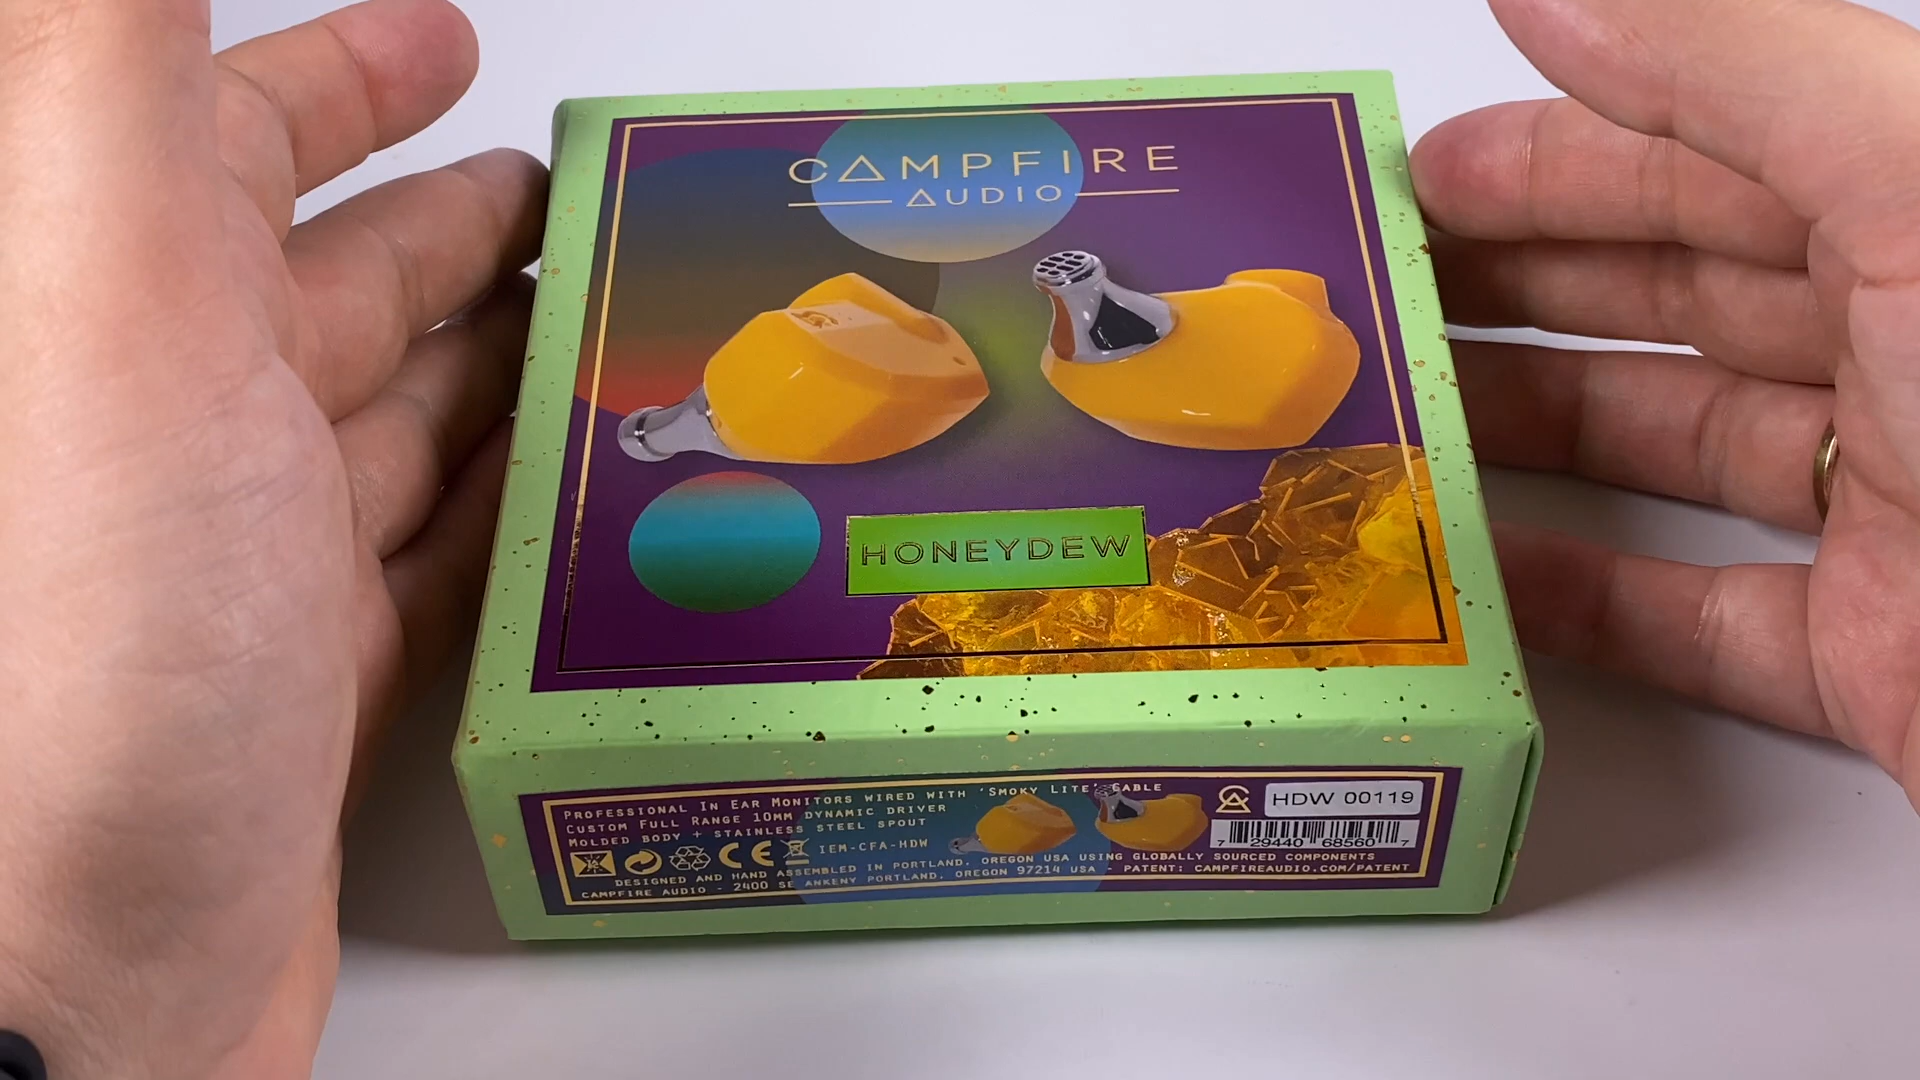 CAMPFIRE
AUDIO
HONEYDEW
PROFESSIONAL IN EAR MONITORS WIRED WITH 'SMOKY LITE' CABLE
CUSTOM FULL RANGE 10MM DYNAMIC DRIVER
MOLDED BODY + STAINLESS STEEL SPOUT
IEM-CFA-HDW
DESIGNED AND HAND ASSEMBLED IN PORTLAND, OREGON USA USING GLOBALLY SOURCED COMPONENTS
CAMPFIRE AUDIO - 2400 SE ANKENY PORTLAND, OREGON 97214 USA - PATENT: CAMPFIREAUDIO.COM/PATENT
HDW 00119
7 29440 68560 7